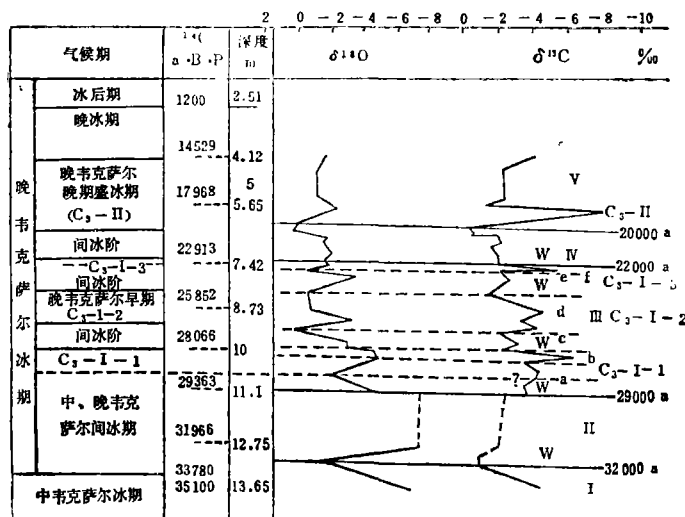 2 0 -2 -4 -6 -8 0 -2 -4 -6 -8 -10
气候期
¹⁴C
a·B·P
深度
m
δ¹⁸O
δ¹³C
‰
晚韦克萨尔冰期
冰后期
1200
2.51
晚冰期
14529
4.12
晚韦克萨尔
晚期盛冰期
(C₃-II)
17968
5
5.65
V
C₃-II
20000 a
间冰阶
22913
7.42
W IV
22000 a
C₃-I-3
间冰阶
W
e
f
晚韦克萨尔早期
C₃-I-2
25852
8.73
d
III C₃-I-2
间冰阶
28066
10
W
c
C₃-I-1
b
C₃-I-1
29363
11.1
?
W
a
29000 a
中、晚韦克
萨尔间冰期
31966
12.75
II
W
33780
32000 a
中韦克萨尔冰期
35100
13.65
I